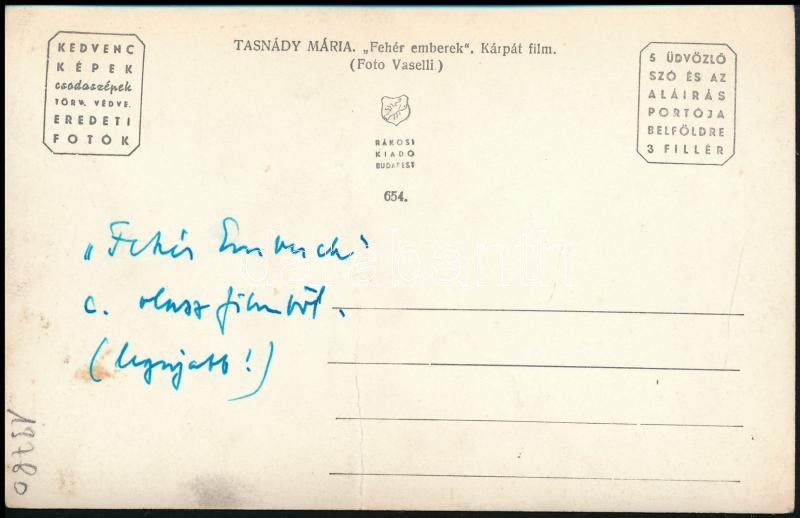 KEDVENC
KÉPEK
csodaszépek
TÖRV. VÉDVE.
EREDETI
FOTÓK
TASNÁDY MÁRIA. „Fehér emberek“. Kárpát film.
(Foto Vaselli.)
RÁKOSI
KIADÓ
BUDAPEST
654.
5 ÜDVÖZLŐ
SZÓ ÉS AZ
ALÁÍRÁS
PORTÓJA
BELFÖLDRE
3 FILLÉR
„Fehér Emberek"
c. olasz filmből.
(legujabb!)